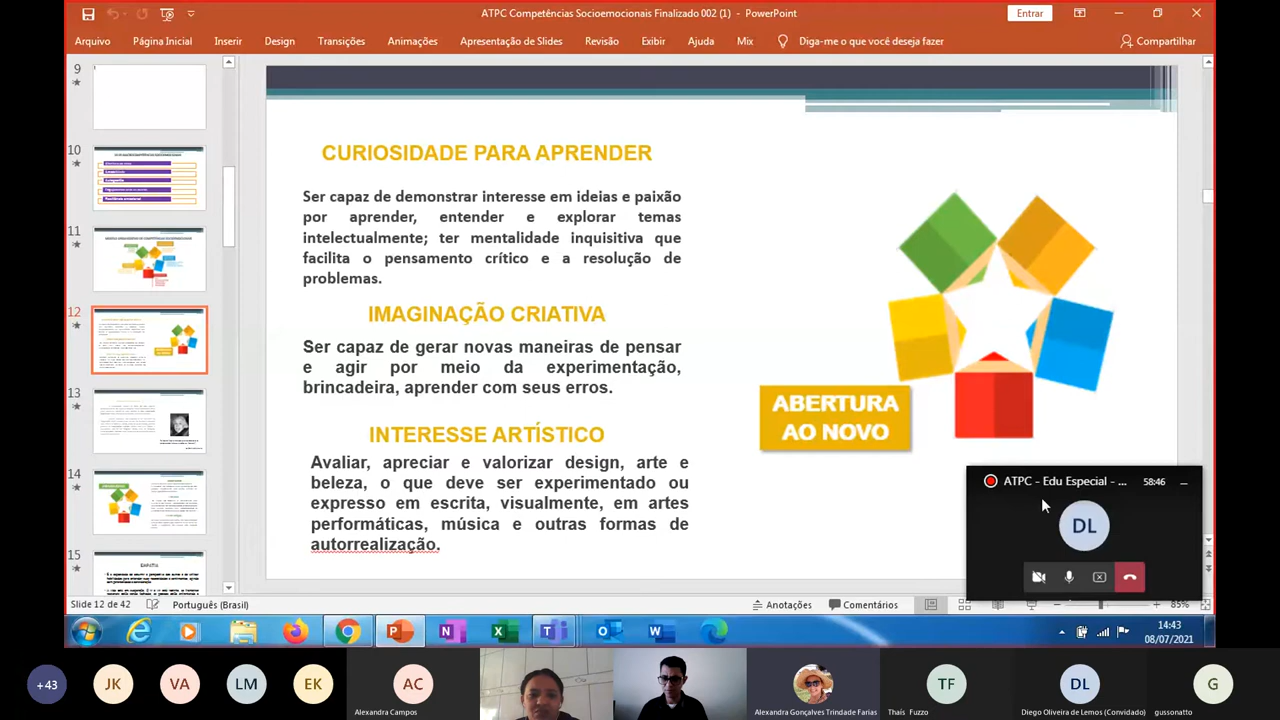 ATPC Competências Socioemocionais Finalizado 002 (1) - PowerPoint
Entrar
Arquivo
Página Inicial
Inserir
Design
Transições
Animações
Apresentação de Slides
Revisão
Exibir
Ajuda
Mix
Diga-me o que você deseja fazer
Compartilhar
9
10
11
12
13
14
15
CURIOSIDADE PARA APRENDER
Ser capaz de demonstrar interesse em ideias e paixão
por aprender, entender e explorar temas
intelectualmente; ter mentalidade inquisitiva que
facilita o pensamento crítico e a resolução de
problemas.
IMAGINAÇÃO CRIATIVA
Ser capaz de gerar novas maneiras de pensar
e agir por meio da experimentação,
brincadeira, aprender com seus erros.
INTERESSE ARTÍSTICO
Avaliar, apreciar e valorizar design, arte e
beleza, o que deve ser experimentado ou
expresso em escrita, visualmente, em artes
performáticas, música e outras formas de
autorrealização.
ABERTURA
AO NOVO
ATPC - Edu Especial - ...
58:46
DL
Slide 12 de 42
Português (Brasil)
Anotações
Comentários
85%
14:43
08/07/2021
+43
JK
VA
LM
EK
AC
Alexandra Campos
Alexandra Gonçalves Trindade Farias
TF
Thaís Fuzzo
DL
Diego Oliveira de Lemos (Convidado)
G
gussonatto